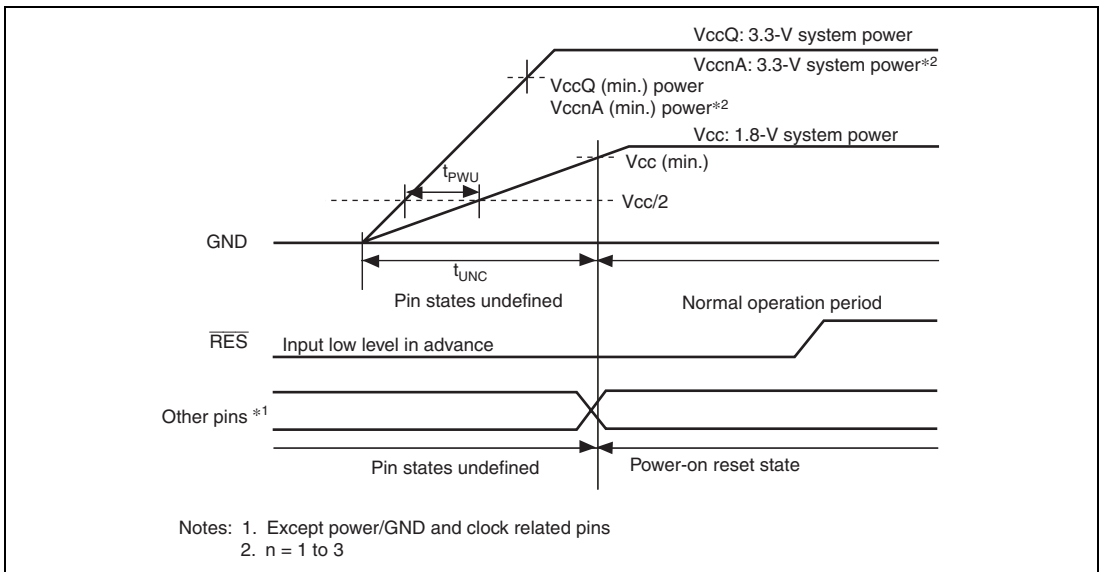 VccQ: 3.3-V system power
VccnA: 3.3-V system power*2
VccQ (min.) power
VccnA (min.) power*2
Vcc: 1.8-V system power
Vcc (min.)
tPWU
Vcc/2
GND
tUNC
Pin states undefined
Normal operation period
RES
Input low level in advance
Other pins *1
Pin states undefined
Power-on reset state
Notes: 1. Except power/GND and clock related pins
2. n = 1 to 3